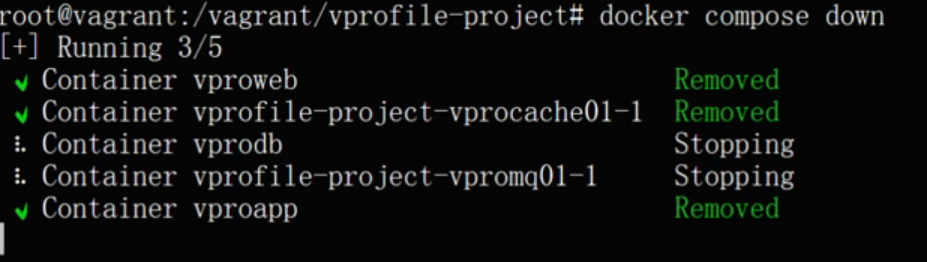 root@vagrant:/vagrant/vprofile-project# docker compose down
[+] Running 3/5
✔ Container vproweb Removed
✔ Container vprofile-project-vprocache01-1 Removed
⠧ Container vprodb Stopping
⠧ Container vprofile-project-vpromq01-1 Stopping
✔ Container vproapp Removed